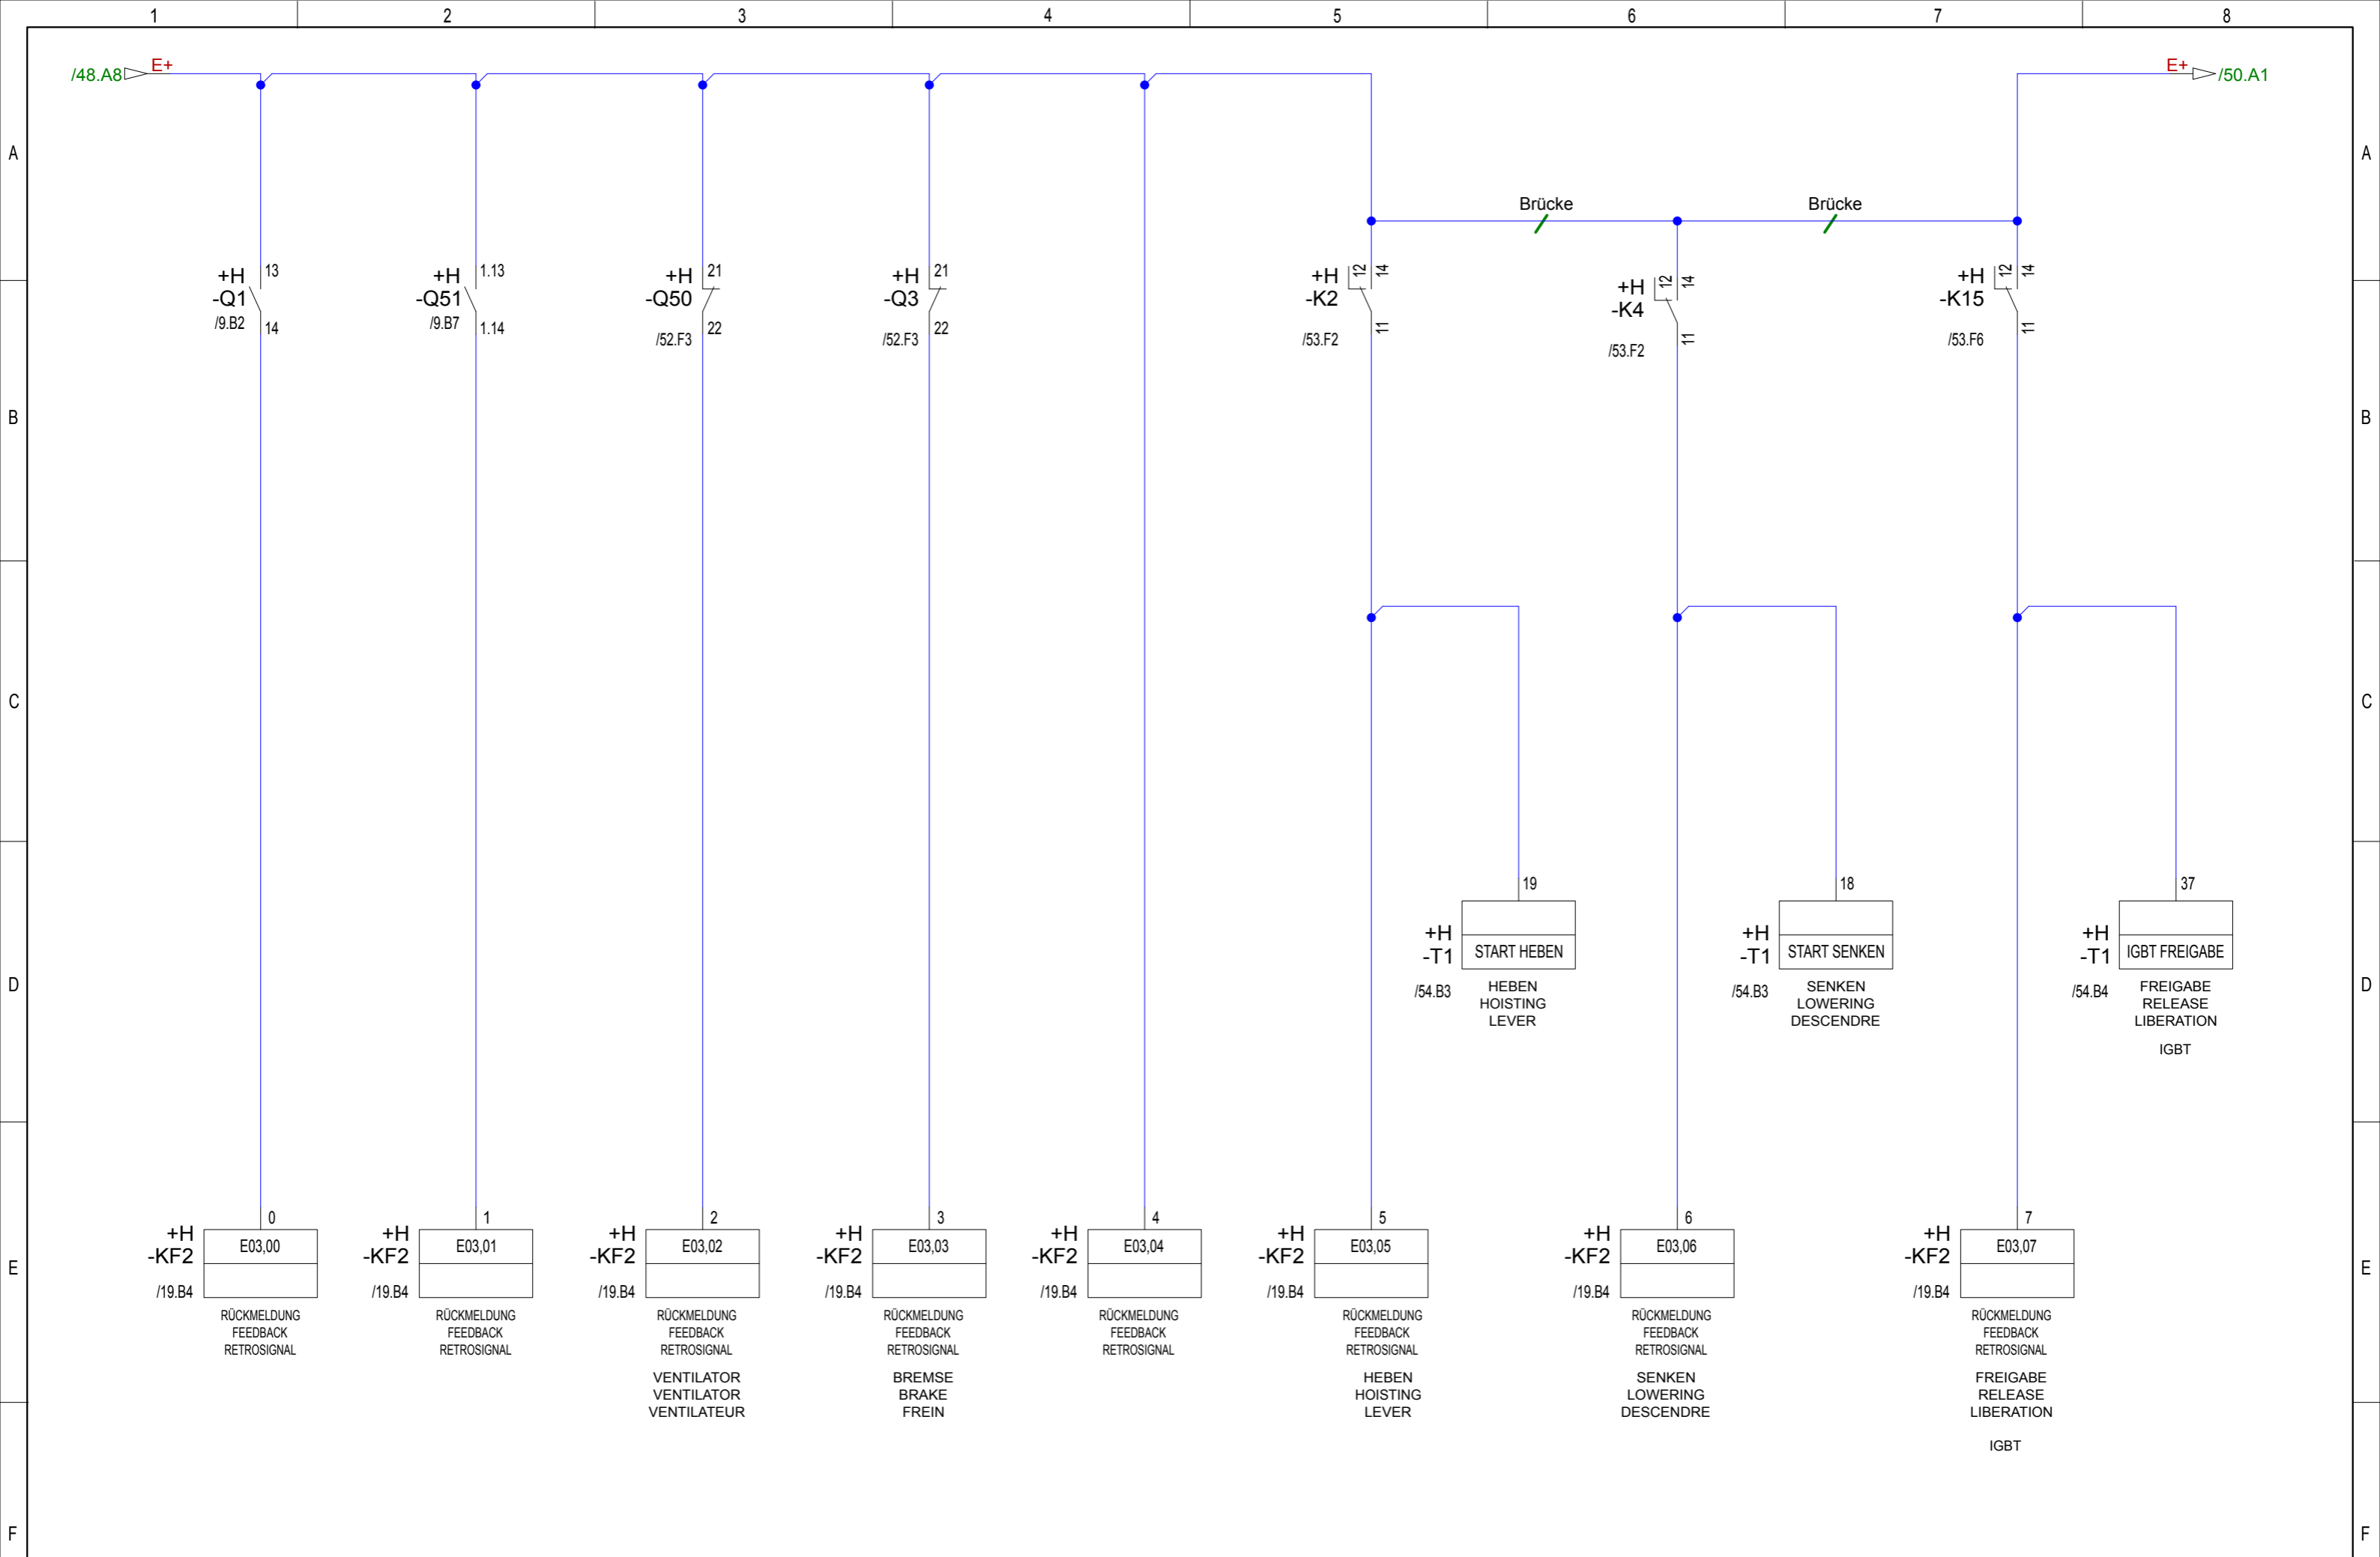 1 2 3 4 5 6 7 8
/48.A8 E+ E+ /50.A1
A A
Brücke Brücke
+H 13
-Q1
/9.B2 14
+H 1.13
-Q51
/9.B7 1.14
+H 21
-Q50
/52.F3 22
+H 21
-Q3
/52.F3 22
+H 12 14
-K2
/53.F2 11
+H 12 14
-K4
/53.F2 11
+H 12 14
-K15
/53.F6 11
B B
C C
19
+H
-T1 START HEBEN
/54.B3 HEBEN
HOISTING
LEVER
18
+H
-T1 START SENKEN
/54.B3 SENKEN
LOWERING
DESCENDRE
37
+H
-T1 IGBT FREIGABE
/54.B4 FREIGABE
RELEASE
LIBERATION
IGBT
D D
0
+H
-KF2 E03,00
/19.B4
RÜCKMELDUNG
FEEDBACK
RETROSIGNAL
1
+H
-KF2 E03,01
/19.B4
RÜCKMELDUNG
FEEDBACK
RETROSIGNAL
2
+H
-KF2 E03,02
/19.B4
RÜCKMELDUNG
FEEDBACK
RETROSIGNAL
VENTILATOR
VENTILATOR
VENTILATEUR
3
+H
-KF2 E03,03
/19.B4
RÜCKMELDUNG
FEEDBACK
RETROSIGNAL
BREMSE
BRAKE
FREIN
4
+H
-KF2 E03,04
/19.B4
RÜCKMELDUNG
FEEDBACK
RETROSIGNAL
5
+H
-KF2 E03,05
/19.B4
RÜCKMELDUNG
FEEDBACK
RETROSIGNAL
HEBEN
HOISTING
LEVER
6
+H
-KF2 E03,06
/19.B4
RÜCKMELDUNG
FEEDBACK
RETROSIGNAL
SENKEN
LOWERING
DESCENDRE
7
+H
-KF2 E03,07
/19.B4
RÜCKMELDUNG
FEEDBACK
RETROSIGNAL
FREIGABE
RELEASE
LIBERATION
IGBT
E E
F F